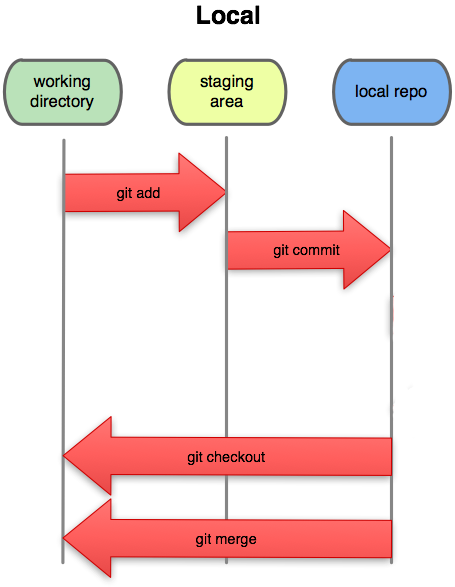 Local
working
directory
staging
area
local repo
git add
git commit
git checkout
git merge